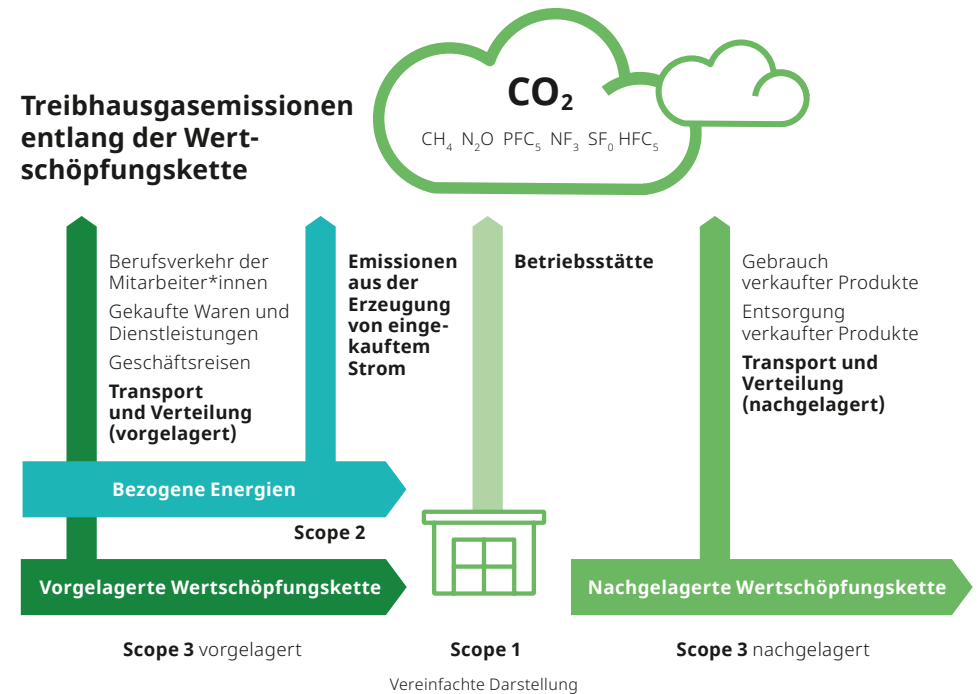 Treibhausgasemissionen
entlang der Wert-
schöpfungskette
CO₂
CH₄ N₂O PFC₅ NF₃ SF₀ HFC₅
Berufsverkehr der
Mitarbeiter*innen
Gekaufte Waren und
Dienstleistungen
Geschäftsreisen
Transport
und Verteilung
(vorgelagert)
Emissionen
aus der
Erzeugung
von einge-
kauftem
Strom
Betriebsstätte
Gebrauch
verkaufter Produkte
Entsorgung
verkaufter Produkte
Transport und
Verteilung
(nachgelagert)
Bezogene Energien
Scope 2
Vorgelagerte Wertschöpfungskette
Nachgelagerte Wertschöpfungskette
Scope 3 vorgelagert
Scope 1
Scope 3 nachgelagert
Vereinfachte Darstellung